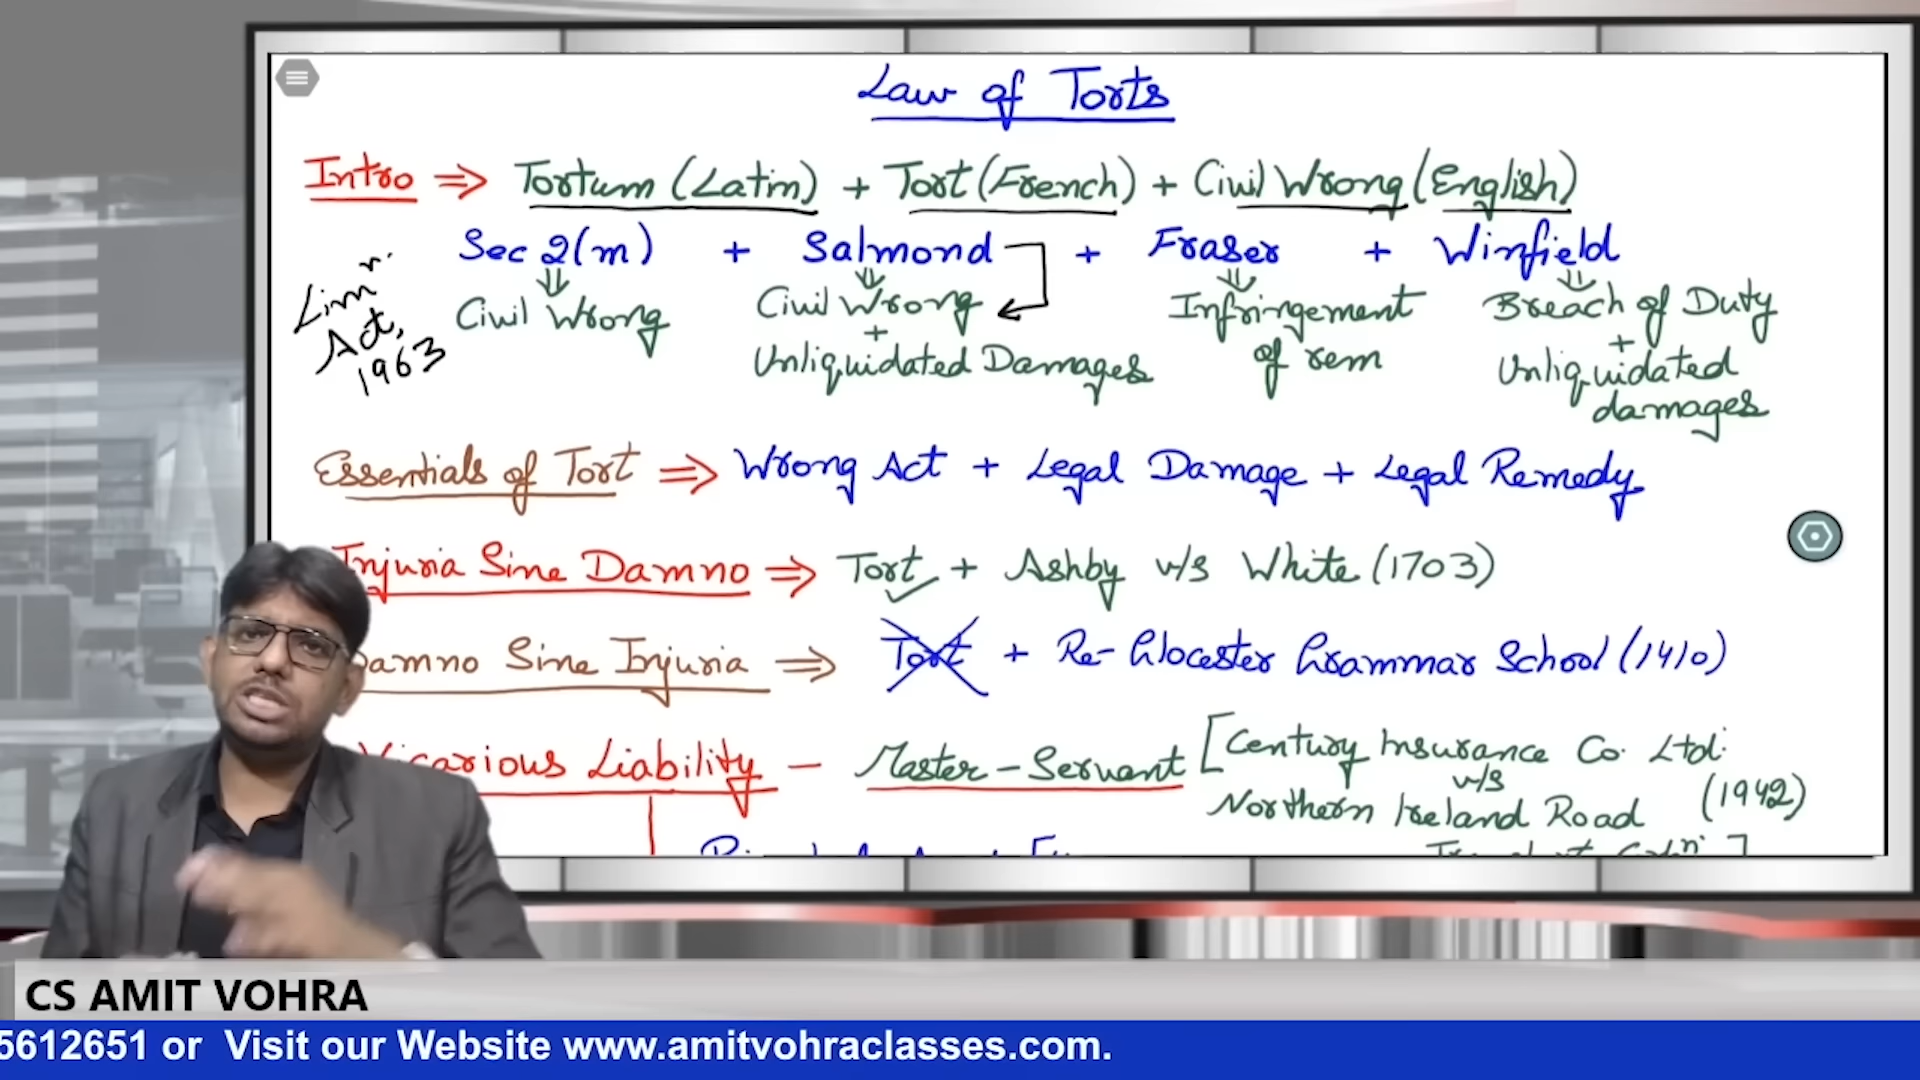 Law of Torts
Intro ⇒ Tortum (Latin) + Tort (French) + Civil Wrong (English)
Sec 2(m) + Salmond + Fraser + Winfield
Limn. Act, 1963
Civil Wrong
Civil Wrong + Unliquidated Damages
Infringement of rem
Breach of Duty + Unliquidated damages
Essentials of Tort ⇒ Wrong Act + Legal Damage + Legal Remedy
Injuria Sine Damno ⇒ Tort + Ashby v/s White (1703)
amno Sine Injuria ⇒ Tort + Re- Glocester Grammar School (1410)
Vicarious Liability – Master-Servant [Century Insurance Co. Ltd.
v/s
Northern Ireland Road (1942)
CS AMIT VOHRA
5612651 or Visit our Website www.amitvohraclasses.com.